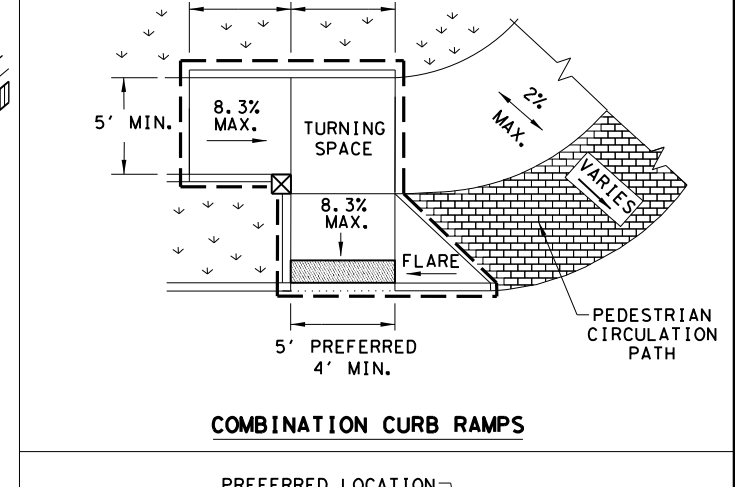 8.3%
MAX.
5' MIN.
TURNING
SPACE
2%
MAX.
VARIES
8.3%
MAX.
FLARE
PEDESTRIAN
CIRCULATION
PATH
5' PREFERRED
4' MIN.
COMBINATION CURB RAMPS
PREFERRED LOCATION